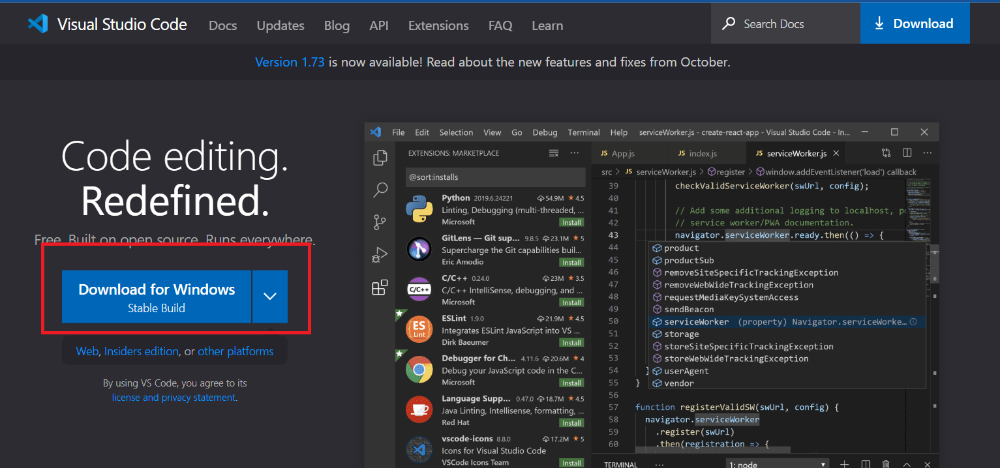 Visual Studio Code Docs Updates Blog API Extensions FAQ Learn Search Docs Download
Version 1.73 is now available! Read about the new features and fixes from October.
Code editing.
Redefined.
Free. Built on open source. Runs everywhere.
Download for Windows
Stable Build
Web, Insiders edition, or other platforms
By using VS Code, you agree to its
license and privacy statement.
File Edit Selection View Go Debug Terminal Help serviceWorker.js - create-react-app - Visual Studio Code - In...
EXTENSIONS: MARKETPLACE
@sort:installs
Python 2019.6.24221 54.9M 4.5
Linting, Debugging (multi-threaded, ...
Microsoft Install
GitLens — Git sup... 9.8.5 23.1M 5
Supercharge the Git capabilities buil...
Eric Amodio Install
C/C++
C/C++ 0.24.0 23M 3.5
C/C++ IntelliSense, debugging, and ...
Microsoft Install
ES
Lint
ESLint 1.9.0 21.9M 4.5
Integrates ESLint JavaScript into VS ...
Dirk Baeumer Install
Debugger for Ch... 4.11.6 20.6M 4
Debug your JavaScript code in the C...
Microsoft Install
Language Supp... 0.47.0 18.7M 4.5
Java Linting, Intellisense, formatting, ...
Red Hat Install
vscode-icons 8.8.0 17.2M 5
Icons for Visual Studio Code
VSCode Icons Team Install
JS App.js JS index.js JS serviceWorker.js
src > JS serviceWorker.js > register > window.addEventListener('load') callback
39 checkValidServiceWorker(swUrl, config);
40
41 // Add some additional logging to localhost,
42 // service worker/PWA documentation.
43 navigator.serviceWorker.ready.then(() => {
44 product
45 productSub
46 removeSiteSpecificTrackingException
47 removeWebWideTrackingException
48 requestMediaKeySystemAccess
49 sendBeacon
50 serviceWorker (property) Navigator.serviceWorke...
51 storage
52 storeSiteSpecificTrackingException
53 storeWebWideTrackingException
54 } userAgent
55 } vendor
56
57 function registerValidSW(swUrl, config) {
58 navigator.serviceWorker
59 .register(swUrl)
60 .then(registration => {
TERMINAL ... 1: node